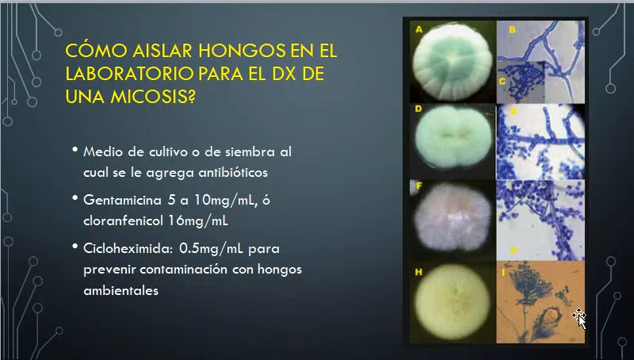 CÓMO AISLAR HONGOS EN EL
LABORATORIO PARA EL DX DE
UNA MICOSIS?
• Medio de cultivo o de siembra al
cual se le agrega antibióticos
• Gentamicina 5 a 10mg/mL, ó
cloranfenicol 16mg/mL
• Cicloheximida: 0.5mg/mL para
prevenir contaminación con hongos
ambientales
A
B
C
D
F
H
I